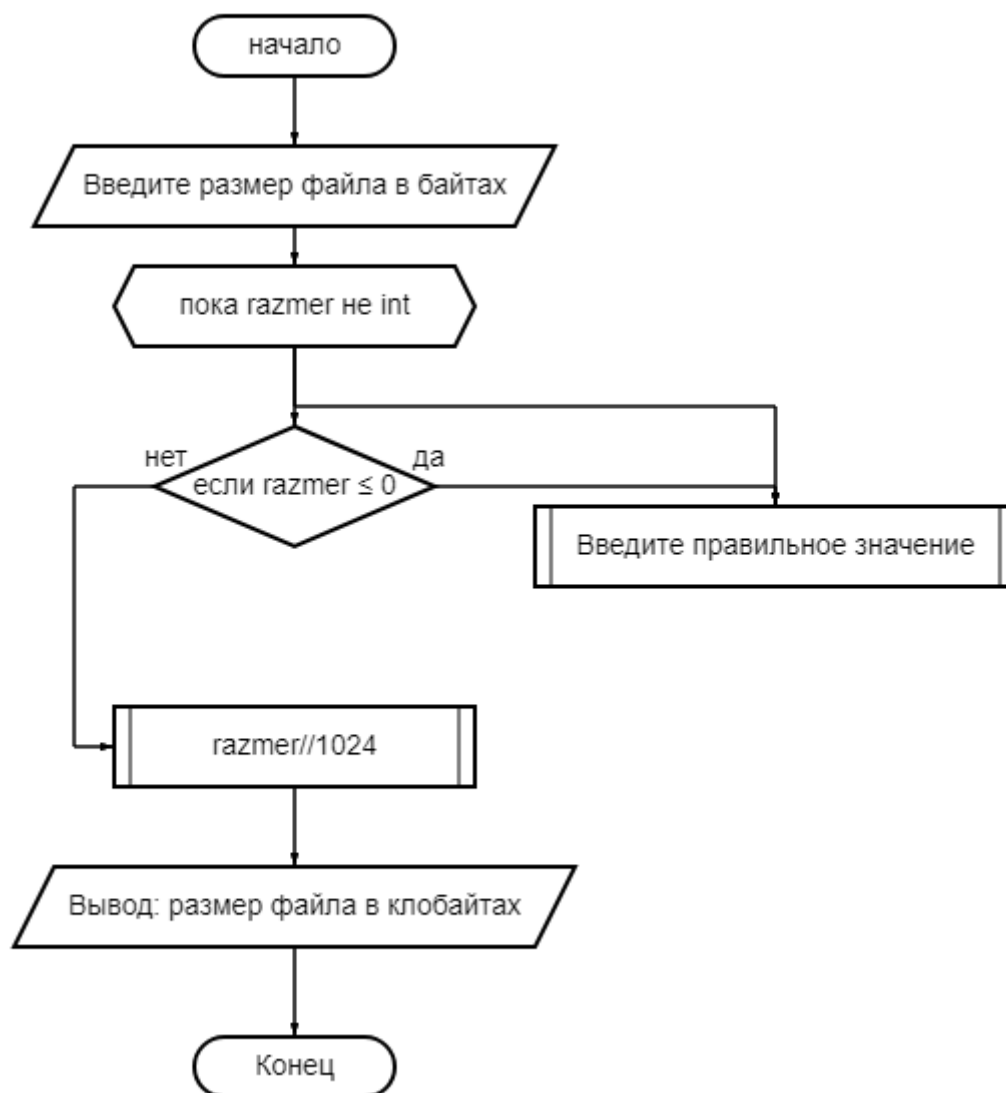 начало
Введите размер файла в байтах
пока razmer не int
нет
да
если razmer ≤ 0
Введите правильное значение
razmer//1024
Вывод: размер файла в клобайтах
Конец